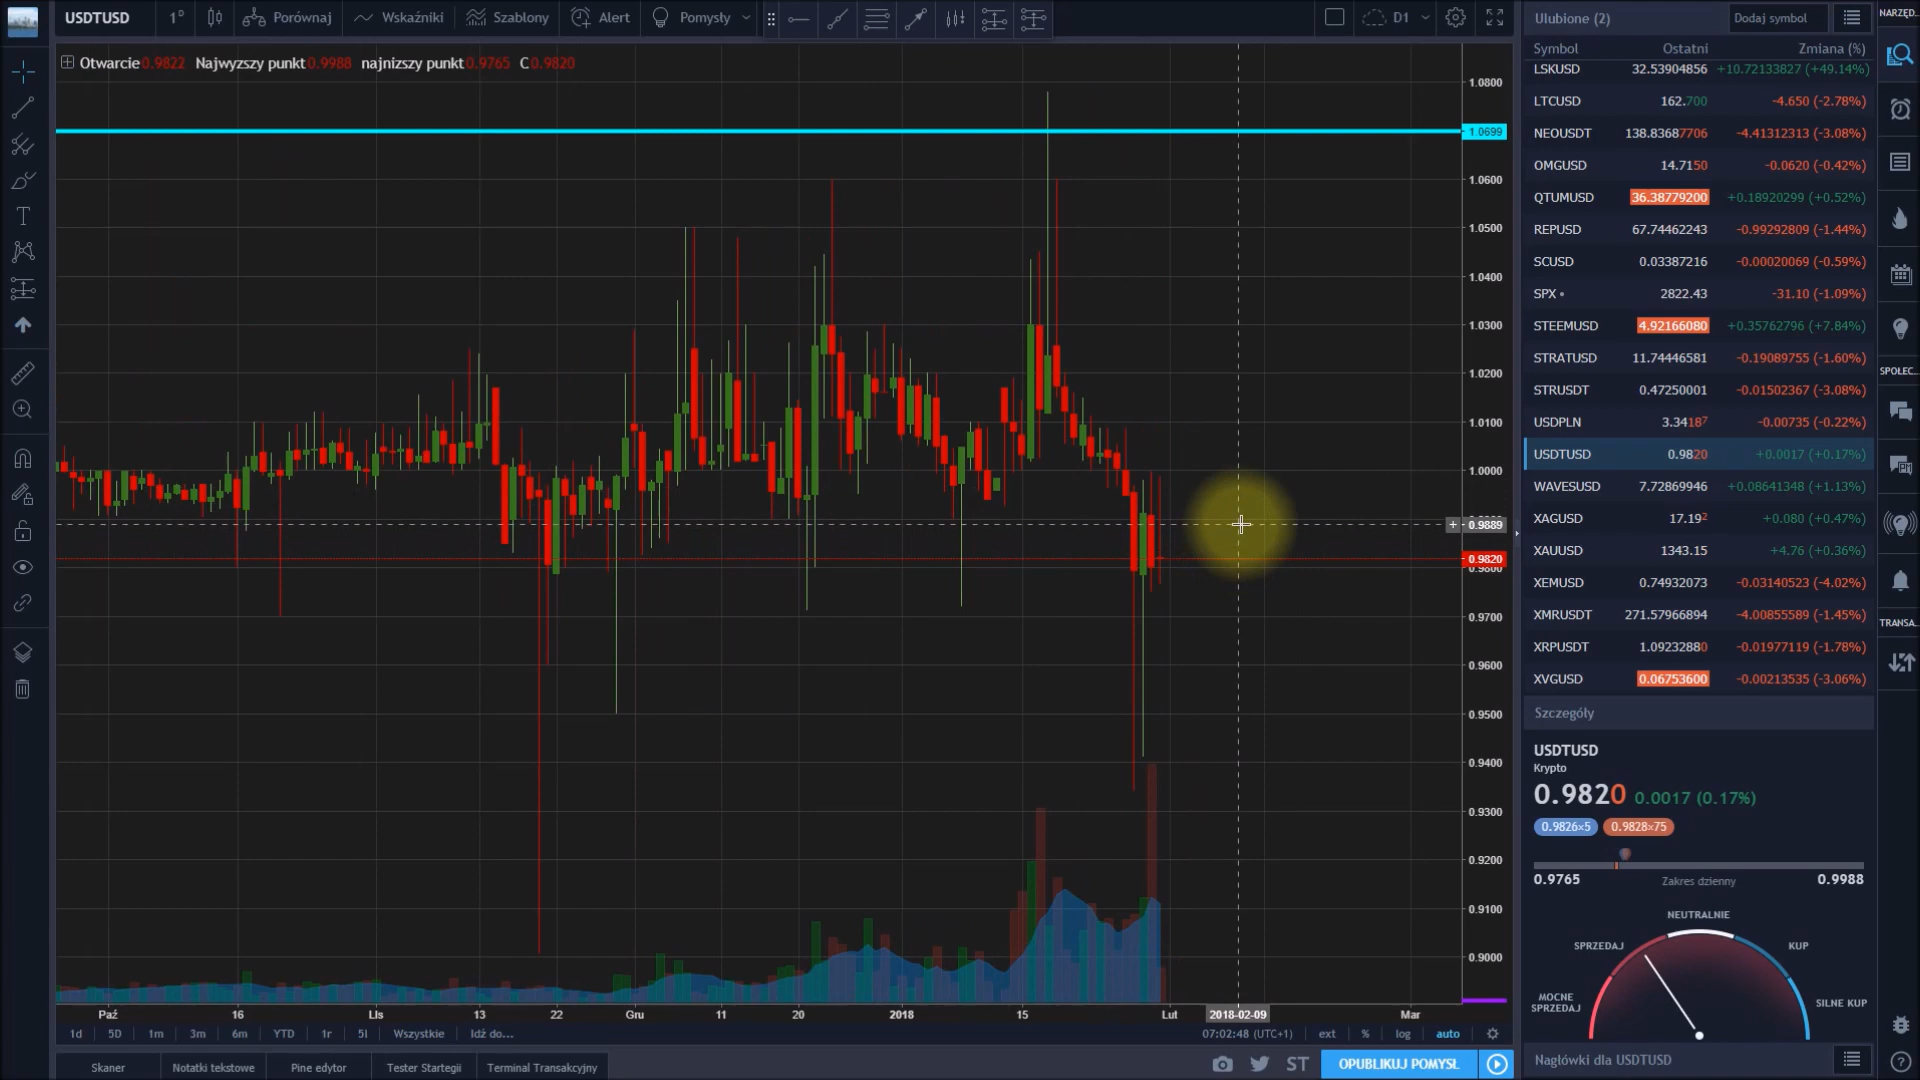 USDTUSD 1D Porównaj Wskaźniki Szablony Alert Pomysły D1
Otwarcie 0.9822 Najwyzszy punkt 0.9988 najnizszy punkt 0.9765 C 0.9820
1.0800
1.0699
1.0600
1.0500
1.0400
1.0300
1.0200
1.0100
1.0000
0.9889
0.9820
0.9800
0.9700
0.9600
0.9500
0.9400
0.9300
0.9200
0.9100
0.9000
Paź 16 Lis 13 22 Gru 11 20 2018 15 Lut 2018-02-09 Mar
1d 5D 1m 3m 6m YTD 1r 5l Wszystkie Idź do... 07:02:48 (UTC+1) ext % log auto
Skaner Notatki tekstowe Pine edytor Tester Startegii Terminal Transakcyjny ST OPUBLIKUJ POMYSŁ
Ulubione (2) Dodaj symbol
Symbol Ostatni Zmiana (%)
LSKUSD 32.53904856 +10.72133827 (+49.14%)
LTCUSD 162.700 -4.650 (-2.78%)
NEOUSDT 138.83687706 -4.41312313 (-3.08%)
OMGUSD 14.7150 -0.0620 (-0.42%)
QTUMUSD 36.38779200 +0.18920299 (+0.52%)
REPUSD 67.74462243 -0.99292809 (-1.44%)
SCUSD 0.03387216 -0.00020069 (-0.59%)
SPX 2822.43 -31.10 (-1.09%)
STEEMUSD 4.92166080 +0.35762796 (+7.84%)
STRATUSD 11.74446581 -0.19089755 (-1.60%)
STRUSDT 0.47250001 -0.01502367 (-3.08%)
USDPLN 3.34187 -0.00735 (-0.22%)
USDTUSD 0.9820 +0.0017 (+0.17%)
WAVESUSD 7.72869946 +0.08641348 (+1.13%)
XAGUSD 17.192 +0.080 (+0.47%)
XAUUSD 1343.15 +4.76 (+0.36%)
XEMUSD 0.74932073 -0.03140523 (-4.02%)
XMRUSDT 271.57966894 -4.00855589 (-1.45%)
XRPUSDT 1.09232880 -0.01977119 (-1.78%)
XVGUSD 0.06753600 -0.00213535 (-3.06%)
Szczegóły
USDTUSD
Krypto
0.9820 0.0017 (0.17%)
0.9826×5 0.9828×75
0.9765 Zakres dzienny 0.9988
NEUTRALNIE
SPRZEDAJ KUP
MOCNE SPRZEDAJ SILNE KUP
Nagłówki dla USDTUSD
NARZĘD...
SPOŁEC...
TRANSA...